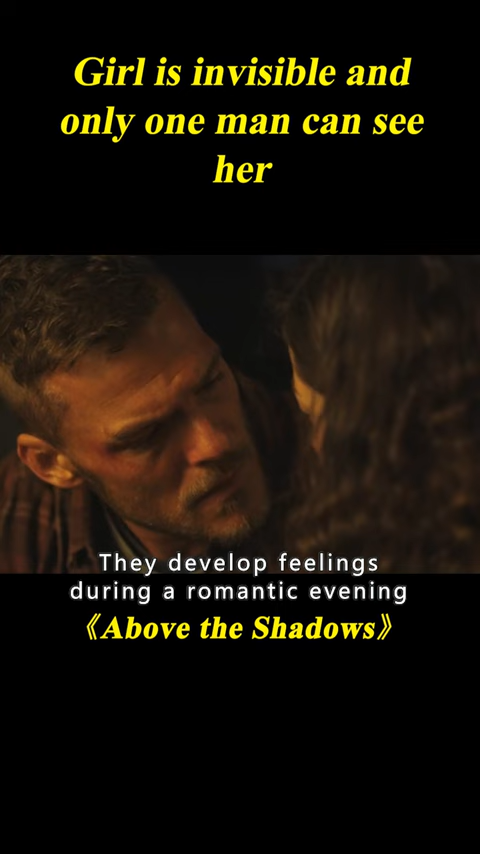 Girl is invisible and
only one man can see
her
They develop feelings
during a romantic evening
《Above the Shadows》